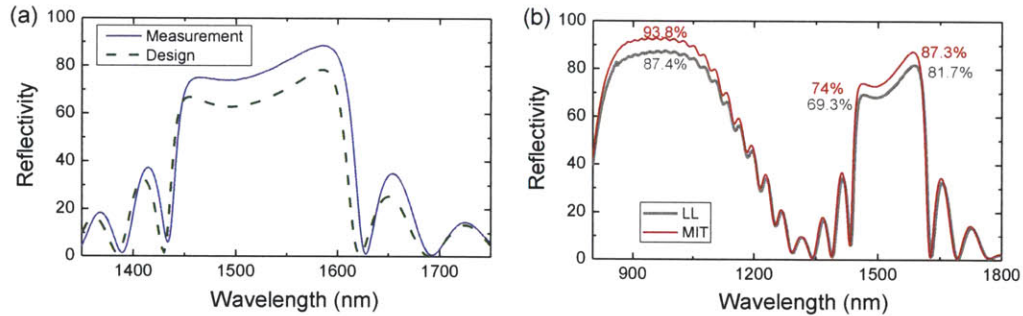 (a)
100
80
60
40
20
0
Reflectivity
Measurement
Design
1400
1500
1600
1700
Wavelength (nm)
(b)
100
80
60
40
20
0
Reflectivity
93.8%
87.4%
74%
69.3%
87.3%
81.7%
LL
MIT
900
1200
1500
1800
Wavelength (nm)